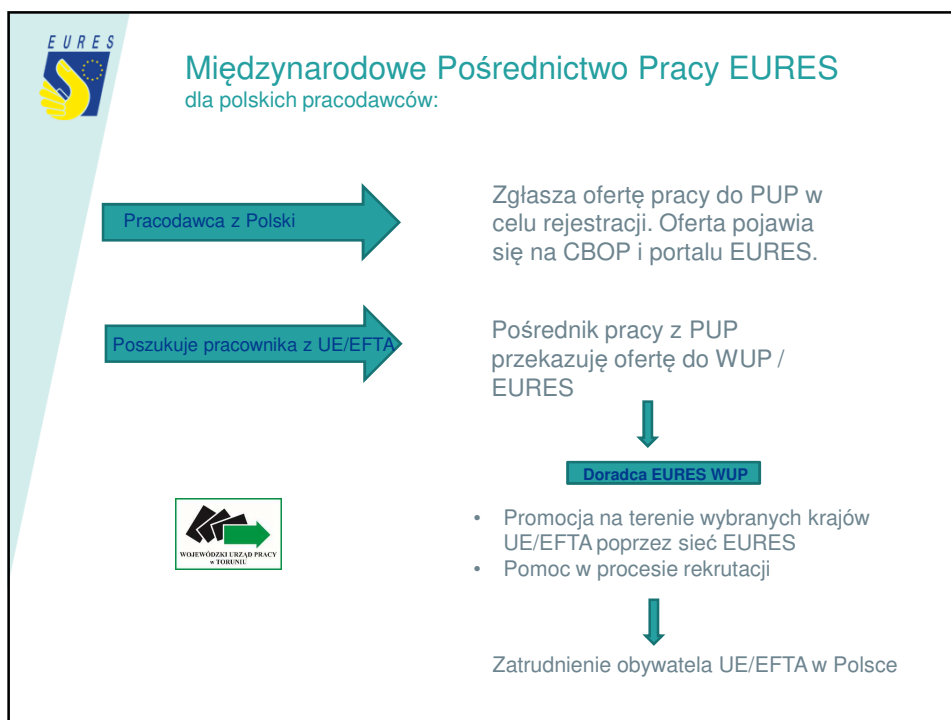 EURES
Międzynarodowe Pośrednictwo Pracy EURES
dla polskich pracodawców:
Pracodawca z Polski
Zgłasza ofertę pracy do PUP w
celu rejestracji. Oferta pojawia
się na CBOP i portalu EURES.
Poszukuje pracownika z UE/EFTA
Pośrednik pracy z PUP
przekazuję ofertę do WUP /
EURES
Doradca EURES WUP
• Promocja na terenie wybranych krajów
UE/EFTA poprzez sieć EURES
• Pomoc w procesie rekrutacji
WOJEWÓDZKI URZĄD PRACY
w TORUNIU
Zatrudnienie obywatela UE/EFTA w Polsce